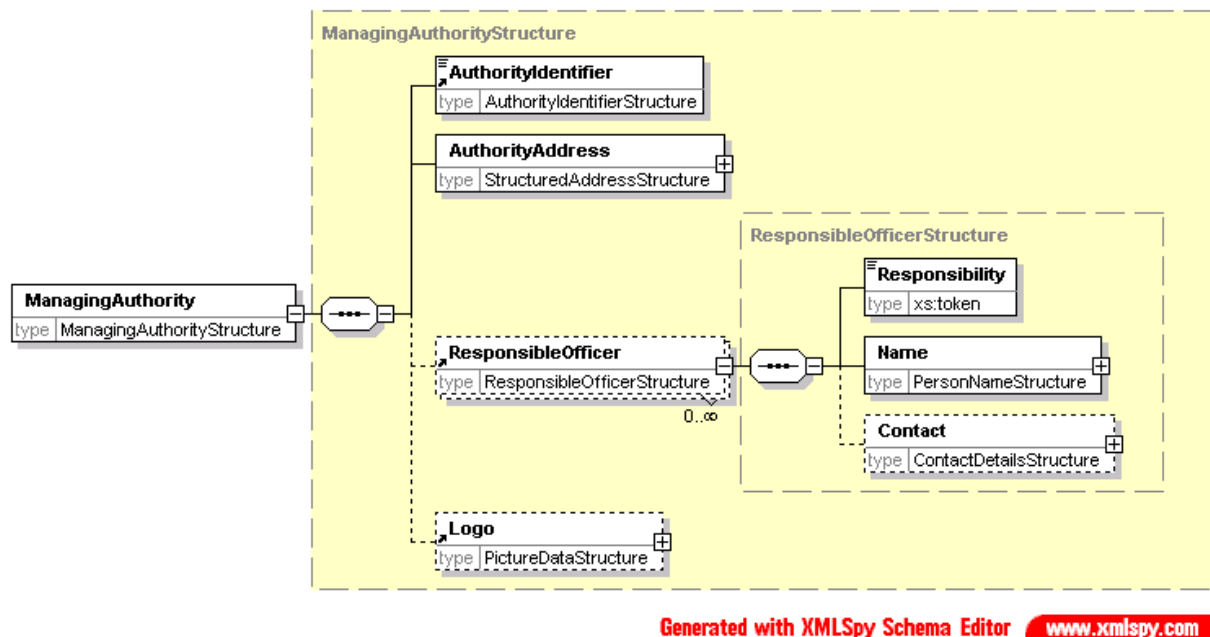 ManagingAuthorityStructure
AuthorityIdentifier
type AuthorityIdentifierStructure
AuthorityAddress
type StructuredAddressStructure
ResponsibleOfficerStructure
Responsibility
type xs:token
ManagingAuthority
type ManagingAuthorityStructure
ResponsibleOfficer
type ResponsibleOfficerStructure
0..∞
Name
type PersonNameStructure
Contact
type ContactDetailsStructure
Logo
type PictureDataStructure
Generated with XMLSpy Schema Editor www.xmlspy.com